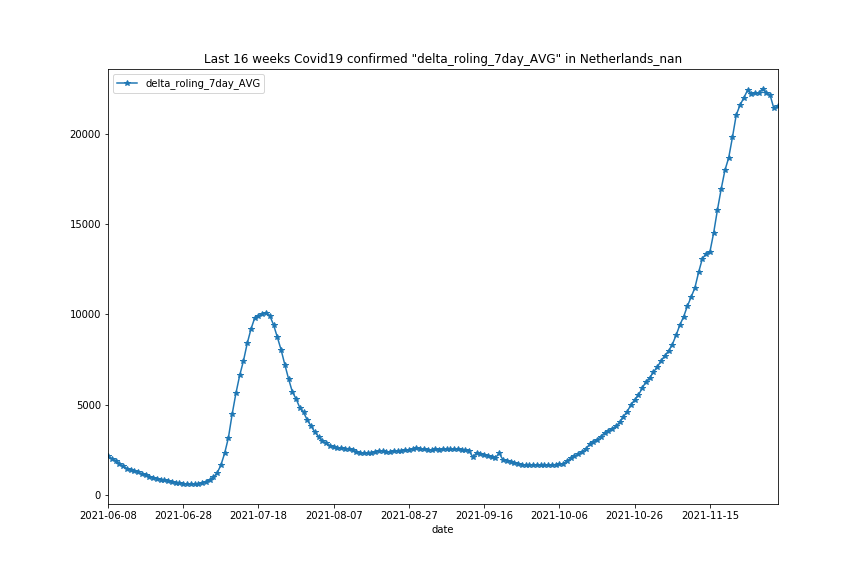 Last 16 weeks Covid19 confirmed "delta_roling_7day_AVG" in Netherlands_nan
delta_roling_7day_AVG
20000
15000
10000
5000
0
2021-06-08 2021-06-28 2021-07-18 2021-08-07 2021-08-27 2021-09-16 2021-10-06 2021-10-26 2021-11-15
date